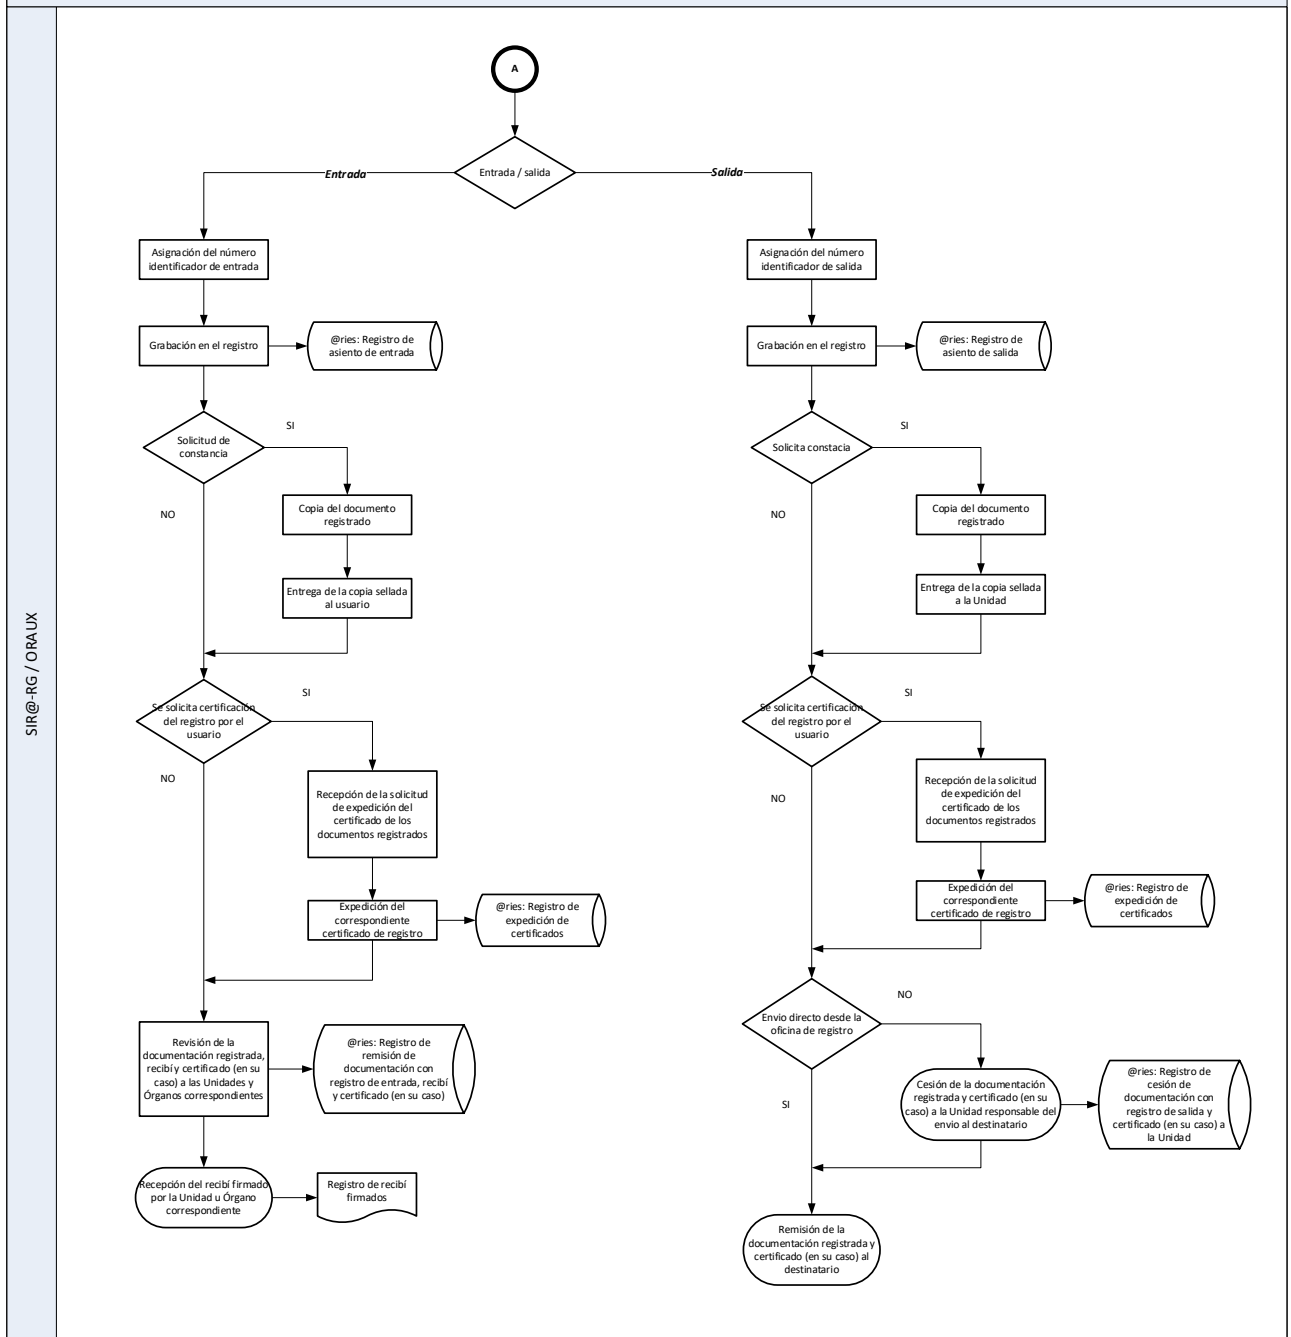 A
Entrada / salida
Entrada
Salida
Asignación del número
identificador de entrada
Asignación del número
identificador de salida
Grabación en el registro
@ries: Registro de
asiento de entrada
Grabación en el registro
@ries: Registro de
asiento de salida
Solicitud de
constancia
SI
NO
Solicita constacia
SI
NO
Copia del documento
registrado
Copia del documento
registrado
Entrega de la copia sellada
al usuario
Entrega de la copia sellada
a la Unidad
SIR@-RG / ORAUX
Se solicita certificación
del registro por el
usuario
SI
NO
Se solicita certificación
del registro por el
usuario
SI
NO
Recepción de la solicitud
de expedición del
certificado de los
documentos registrados
Recepción de la solicitud
de expedición del
certificado de los
documentos registrados
Expedición del
correspondiente
certificado de registro
@ries: Registro de
expedición de
certificados
Expedición del
correspondiente
certificado de registro
@ries: Registro de
expedición de
certificados
Revisión de la
documentación registrada,
recibí y certificado (en su
caso) a las Unidades y
Órganos correspondientes
@ries: Registro de
remisión de
documentación con
registro de entrada, recibí
y certificado (en su caso)
Envio directo desde la
oficina de registro
NO
SI
Cesión de la documentación
registrada y certificado (en su
caso) a la Unidad responsable del
envio al destinatario
@ries: Registro de
cesión de
documentación con
registro de salida y
certificado (en su caso) a
la Unidad
Recepción del recibí firmado
por la Unidad u Órgano
correspondiente
Registro de recibí
firmados
Remisión de la
documentación registrada y
certificado (en su caso) al
destinatario